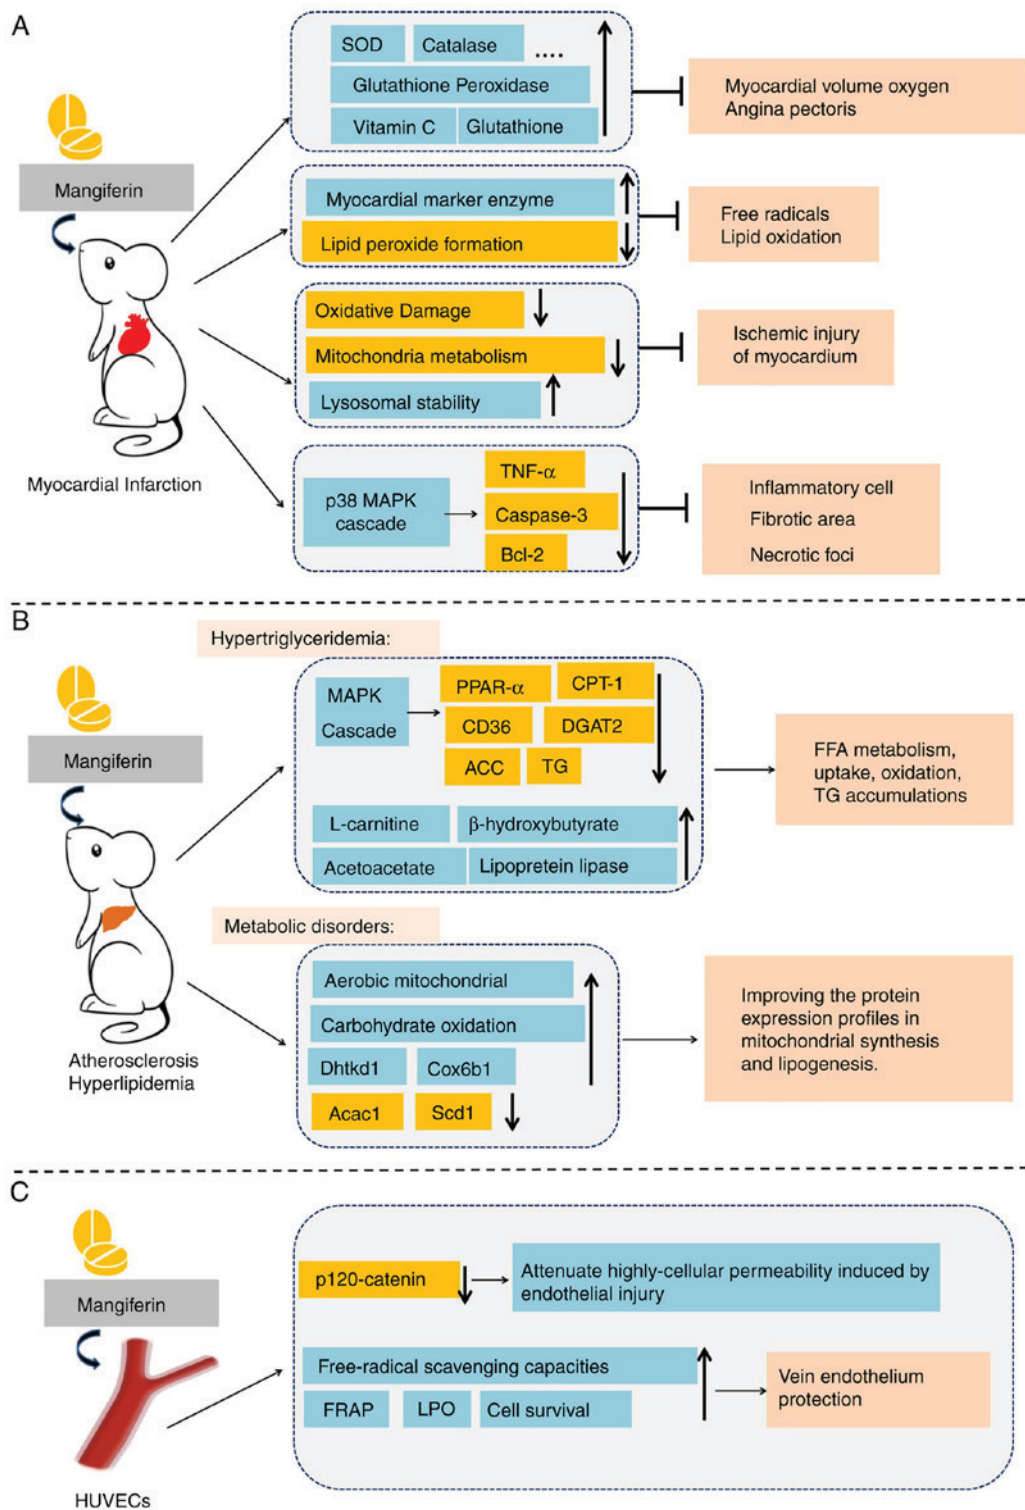 A
SOD
Catalase
....
Glutathione Peroxidase
Vitamin C
Glutathione
Myocardial volume oxygen
Angina pectoris
Mangiferin
Myocardial marker enzyme
Lipid peroxide formation
Free radicals
Lipid oxidation
Oxidative Damage
Mitochondria metabolism
Lysosomal stability
Ischemic injury
of myocardium
Myocardial Infarction
p38 MAPK
cascade
TNF-α
Caspase-3
Bcl-2
Inflammatory cell
Fibrotic area
Necrotic foci
B
Hypertriglyceridemia:
Mangiferin
MAPK
Cascade
PPAR-α
CPT-1
CD36
DGAT2
ACC
TG
L-carnitine
β-hydroxybutyrate
Acetoacetate
Lipopretein lipase
FFA metabolism,
uptake, oxidation,
TG accumulations
Atherosclerosis
Hyperlipidemia
Metabolic disorders:
Aerobic mitochondrial
Carbohydrate oxidation
Dhtkd1
Cox6b1
Acac1
Scd1
Improving the protein
expression profiles in
mitochondrial synthesis
and lipogenesis.
C
Mangiferin
HUVECs
p120-catenin
Attenuate highly-cellular permeability induced by
endothelial injury
Free-radical scavenging capacities
FRAP
LPO
Cell survival
Vein endothelium
protection